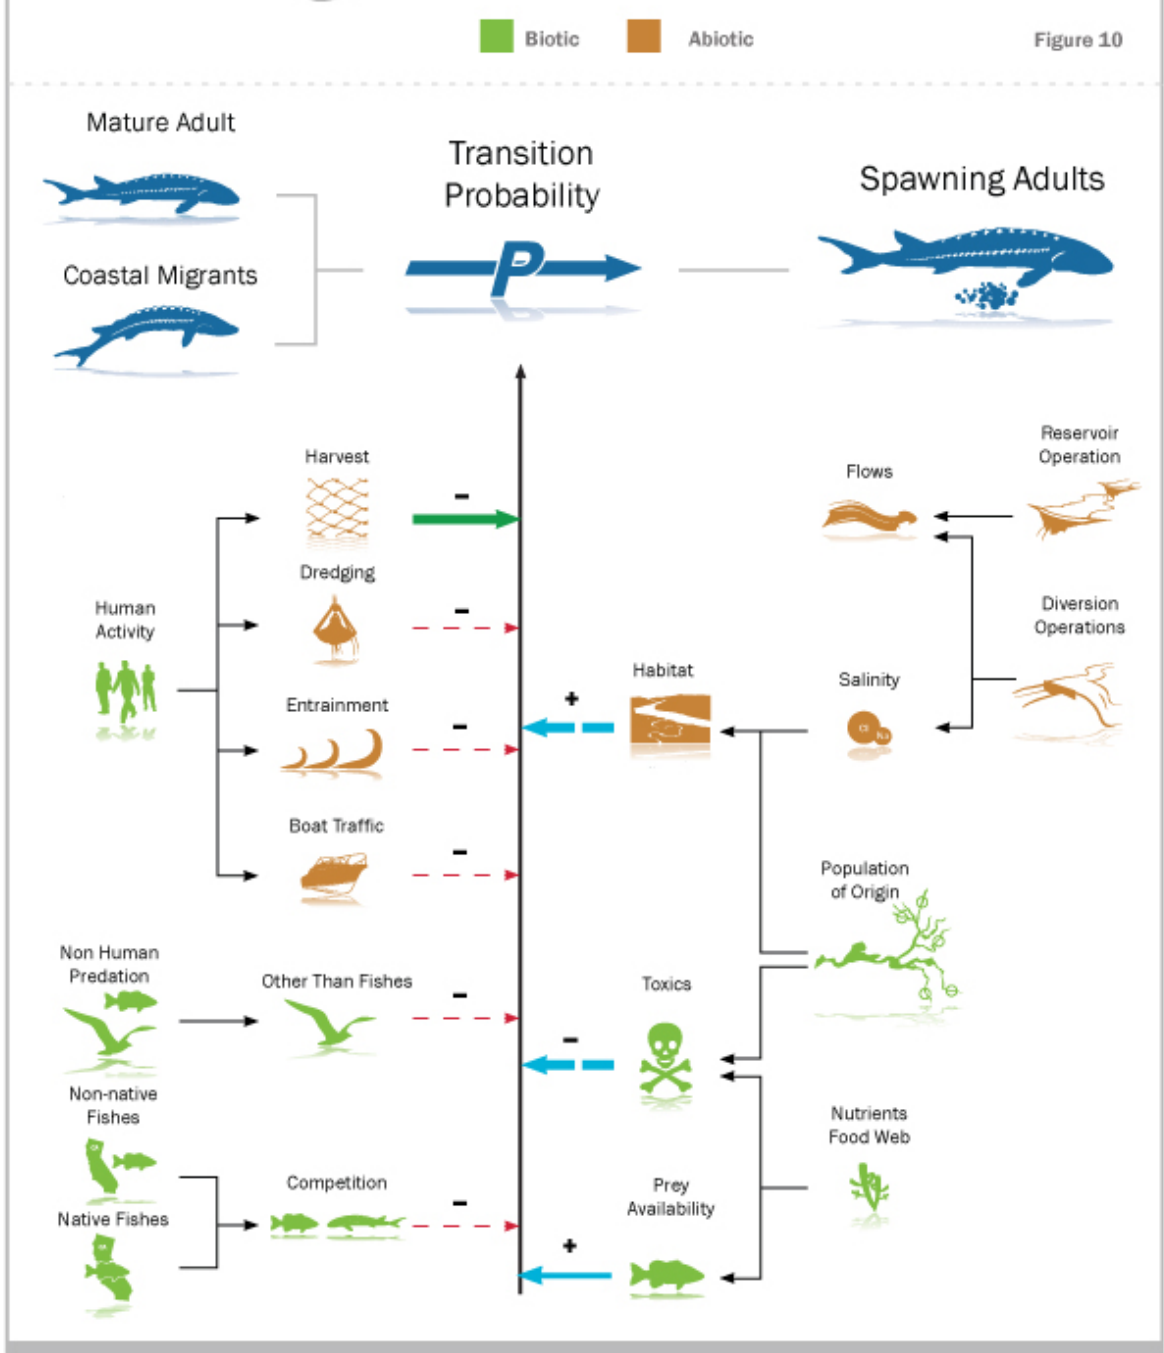 Biotic
Abiotic
Figure 10
Mature Adult
Transition
Probability
Spawning Adults
Coastal Migrants
P
Harvest
-
Dredging
-
Human
Activity
Entrainment
-
Boat Traffic
-
Non Human
Predation
Other Than Fishes
-
Non-native
Fishes
Native Fishes
Competition
-
Reservoir
Operation
Flows
Diversion
Operations
Habitat
+
Salinity
Cl
Na
Population
of Origin
Toxics
-
Nutrients
Food Web
Prey
Availability
+